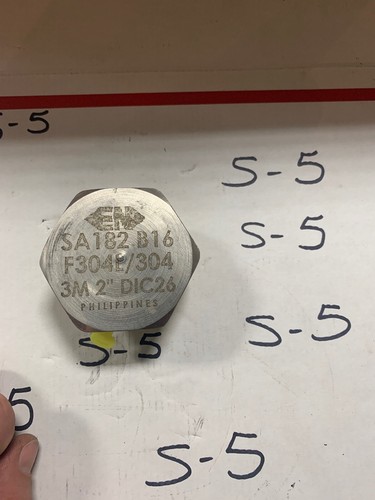 S-5
S-5
S-5
EN
SA182 B16
F304L/304
3M 2" DIC26
PHILIPPINES
S-5
S-5
5
S-5